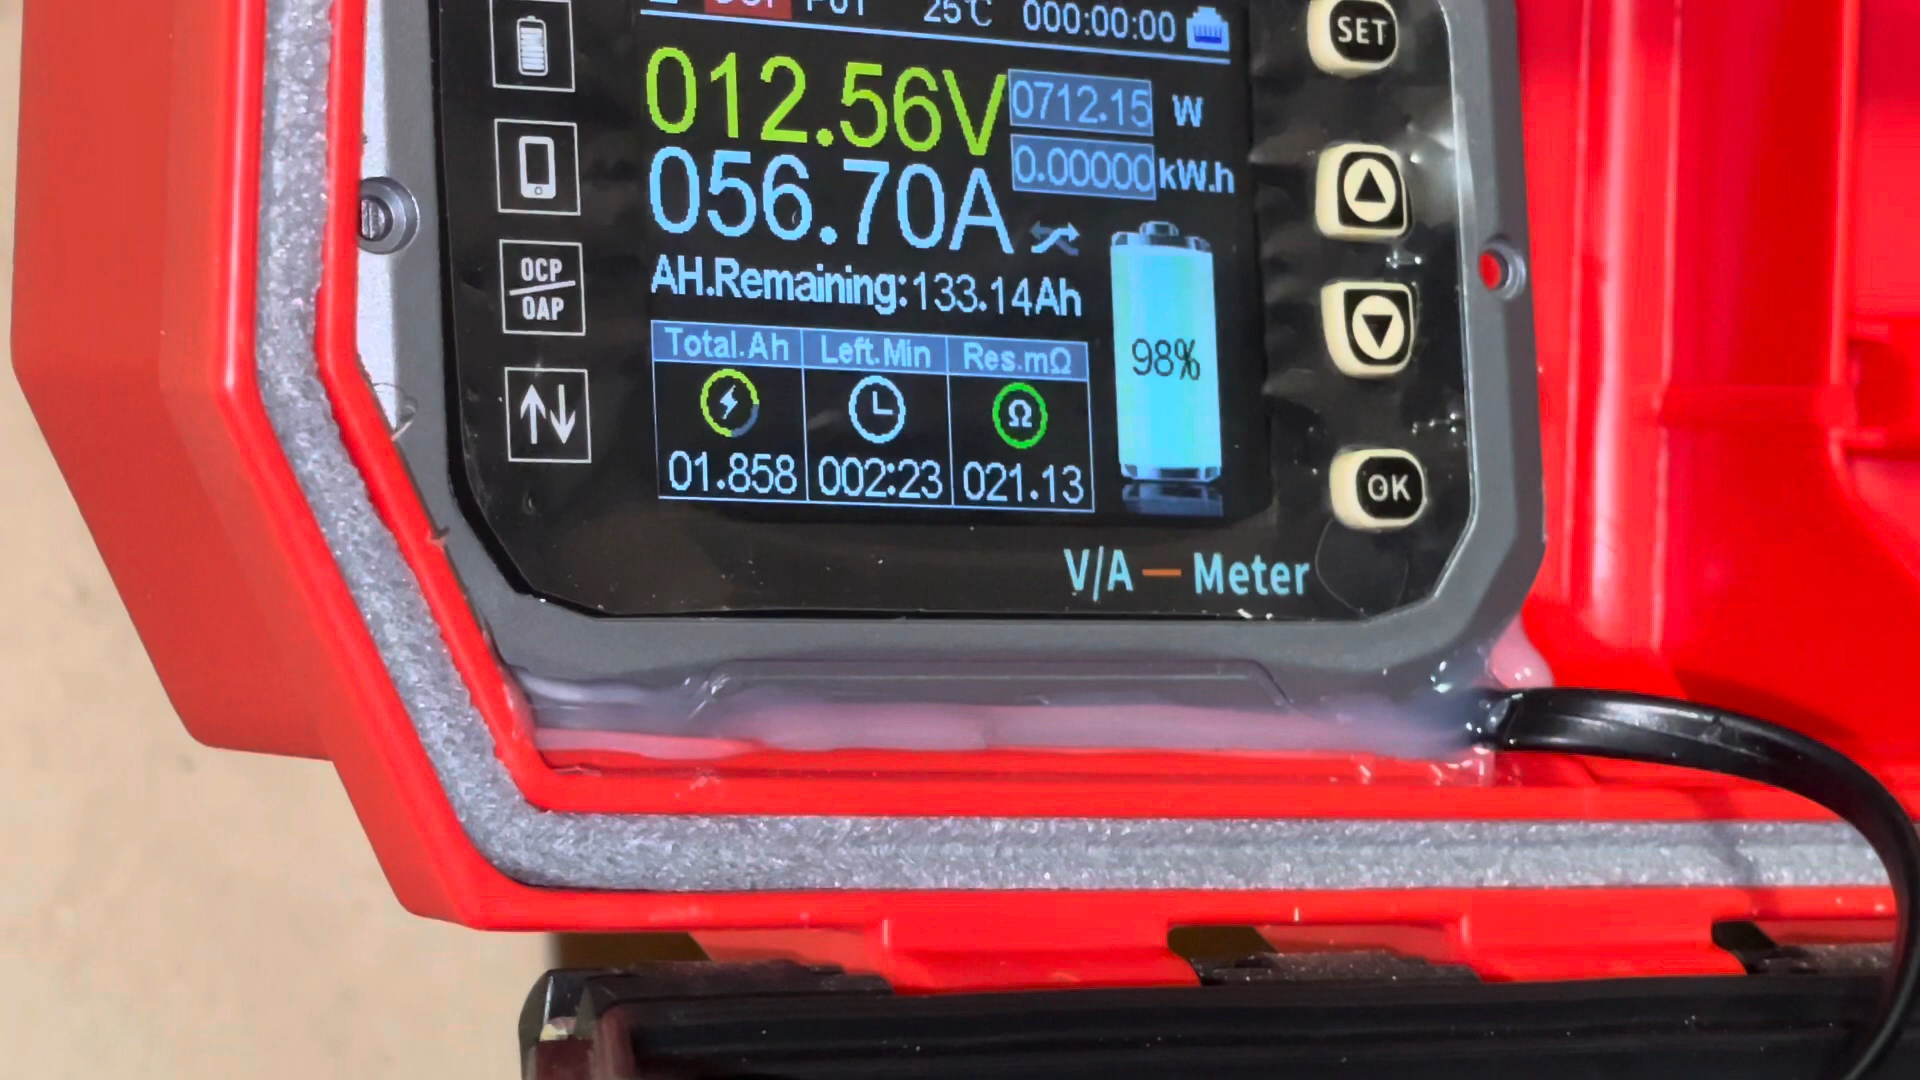 25℃ 000:00:00
SET
012.56V 0712.15 W
056.70A 0.00000 kW.h
AH.Remaining:133.14Ah
OCP
OAP
Total.Ah Left.Min Res.mΩ
Ω
98%
01.858 002:23 021.13
OK
V/A — Meter